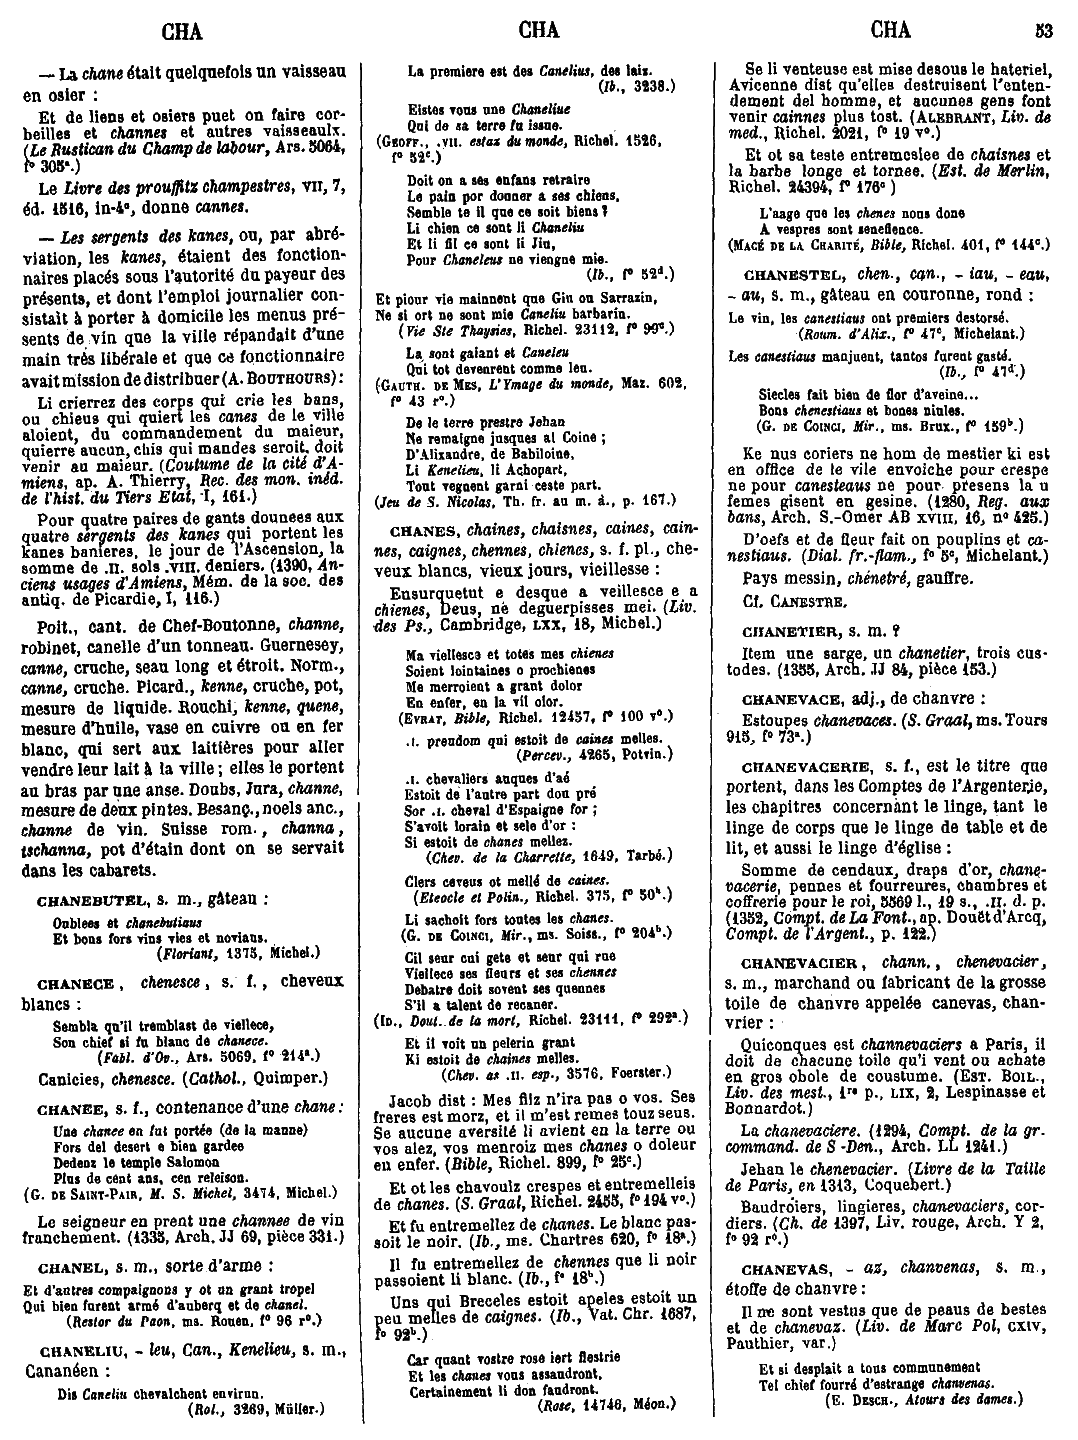 CHA
CHA
CHA
53
— La chane était quelquefois un vaisseau
en osier :
Et de liens et osiers puet on faire cor-
beilles et channes et autres vaisseaulx.
(Le Rustican du Champ de labour, Ars. 5064,
f° 305ª.)
Le Livre des prouffitz champestres, VII, 7,
éd. 1516, in-4°, donne cannes.
— Les sergents des kanes, ou, par abré-
viation, les kanes, étaient des fonction-
naires placés sous l'autorité du payeur des
présents, et dont l'emploi journalier con-
sistait à porter à domicile les menus pré-
sents de vin que la ville répandait d'une
main très libérale et que ce fonctionnaire
avait mission de distribuer (A. BOUTHOURS) :
Li crierrez des corps qui crie les bans,
ou chieus qui quiert les canes de le ville
aloient, du commandement du maieur,
quierre aucun, chis qui mandes seroit, doit
venir au maieur. (Coutume de la cité d'A-
miens, ap. A. Thierry, Rec. des mon. inéd.
de l'hist. du Tiers Etat, I, 161.)
Pour quatre paires de gants dounees aux
quatre sergents des kanes qui portent les
kanes banieres, le jour de l'Ascension, la
somme de .II. sols .VIII. deniers. (1390, An-
ciens usages d'Amiens, Mém. de la soc. des
antiq. de Picardie, I, 116.)
Poit., cant. de Chef-Boutonne, channe,
robinet, canelle d'un tonneau. Guernesey,
canne, cruche, seau long et étroit. Norm.,
canne, cruche. Picard., kenne, cruche, pot,
mesure de liquide. Rouchi, kenne, quene,
mesure d'huile, vase en cuivre ou en fer
blanc, qui sert aux laitières pour aller
vendre leur lait à la ville ; elles le portent
au bras par une anse. Doubs, Jura, channe,
mesure de deux pintes. Besanç., noels anc.,
channe de vin. Suisse rom., channa,
tschanna, pot d'étain dont on se servait
dans les cabarets.
CHANEBUTEL, s. m., gâteau :
Oublees et chanebutiaus
Et bons fors vins vies et noviaus.
(Floriant, 1375, Michel.)
CHANECE, chenesce, s. f., cheveux
blancs :
Sembla qu'il tremblast de viellece,
Son chief si fu blanc de chanece.
(Fabl. d'Ov., Ars. 5069, f° 214ª.)
Canicies, chenesce. (Cathol., Quimper.)
CHANEE, s. f., contenance d'une chane :
Une chanee en fut portée (de la manne)
Fors del desert e bien gardee
Dedenz le temple Salomon
Plus de cent ans, cen releison.
(G. DE SAINT-PAIR, M. S. Michel, 3474, Michel.)
Le seigneur en prent une channee de vin
franchement. (1335, Arch. JJ 69, pièce 331.)
CHANEL, s. m., sorte d'arme :
Et d'autres compaignons y ot un grant tropel
Qui bien furent armé d'auberq et de chanel.
(Restor du Paon, ms. Rouen, f° 96 r°.)
CHANELIU, - leu, Can., Kenelieu, s. m.,
Cananéen :
Dis Caneliu chevalchent envirun.
(Rol., 3269, Müller.)
La premiere est des Canelius, des laiz.
(Ib., 3238.)
Eistes vous une Chaneliue
Qui de sa terre fu issue.
(GEOFF., .VII. estaz du monde, Richel. 1526,
f° 52ᶜ.)
Doit on a ses enfans retraire
Le pain por donner a ses chiens,
Semble te il que ce soit biens ?
Li chien ce sont li Chaneliu
Et li fil ce sont li Jiu,
Pour Chaneleus ne viengne mie.
(Ib., f° 52ᵈ.)
Et piour vie mainnent que Giu ou Sarrazin,
Ne si ort ne sont mie Caneliu barbarin.
(Vie Ste Thaysies, Richel. 23112, f° 99ᶜ.)
La sont gaiant et Caneleu
Qui tot devenrent comme leu.
(GAUTH. DE MES, L'Ymage du monde, Maz. 602,
f° 43 r°.)
De le terre prestre Jehan
Ne remaigne jusques al Coine ;
D'Alixandre, de Babiloine,
Li Kenelieu, li Achopart,
Tout vegnent garni ceste part.
(Jeu de S. Nicolas, Th. fr. au m. â., p. 167.)
CHANES, chaines, chaisnes, caines, cain-
nes, caignes, chennes, chienes, s. f. pl., che-
veux blancs, vieux jours, vieillesse :
Ensurquetut e desque a veillesce e a
chienes, Deus, ne deguerpisses mei. (Liv.
des Ps., Cambridge, LXX, 18, Michel.)
Ma viellesce et totes mes chienes
Soient lointaines o prochienes
Me merroient a grant dolor
En enfer, en la vil olor.
(EVRAT, Bible, Richel. 12457, f° 100 v°.)
.I. preudom qui estoit de caines melles.
(Percev., 4265, Potvin.)
.I. chevaliers auques d'aé
Estoit de l'autre part don pré
Sor .I. cheval d'Espaigne for ;
S'avoit lorain et sele d'or :
Si estoit de chanes mellez.
(Chev. de la Charrette, 1649, Tarbé.)
Clers caveus ot mellé de caines.
(Eteocle et Polin., Richel. 375, f° 50ᵇ.)
Li sachoit fors toutes les chanes.
(G. DE COINCI, Mir., ms. Soiss., f° 204ᵇ.)
Cil seur cui gete et seur qui rue
Viellece ses fleurs et ses chennes
Debatre doit sovent ses quennes
S'il a talent de recaner.
(ID., Dout. de la mort, Richel. 23111, f° 292ª.)
Et il voit un pelerin grant
Ki estoit de chaines melles.
(Chev. as .II. esp., 3576, Foerster.)
Jacob dist : Mes filz n'ira pas o vos. Ses
freres est morz, et il m'est remes touz seus.
Se aucune aversité li avient en la terre ou
vos alez, vos menroiz mes chanes o doleur
en enfer. (Bible, Richel. 899, f° 25ᶜ.)
Et ot les chavoulz crespes et entremelleis
de chanes. (S. Graal, Richel. 2455, f° 194 v°.)
Et fu entremellez de chanes. Le blanc pas-
soit le noir. (Ib., ms. Chartres 620, f° 18ª.)
Il fu entremellez de chennes que li noir
passoient li blanc. (Ib., f° 18ᵇ.)
Uns qui Breceles estoit apeles estoit un
peu melles de caignes. (Ib., Vat. Chr. 1687,
f° 92ᵇ.)
Car quant vostre rose iert flestrie
Et les chanes vous assaudront,
Certainement li don faudront.
(Rose, 14746, Méon.)
Se li venteuse est mise desous le hateriel,
Avicenne dist qu'elles destruisent l'enten-
dement del homme, et aucunes gens font
venir cainnes plus tost. (ALEBRANT, Liv. de
med., Richel. 2021, f° 19 v°.)
Et ot sa teste entremeslee de chaisnes et
la barbe longe et tornee. (Est. de Merlin,
Richel. 24394, f° 176ᶜ)
L'aage que les chenes nous done
A vespres sont senefience.
(MACÉ DE LA CHARITÉ, Bible, Richel. 401, f° 144ᶜ.)
CHANESTEL, chen., can., - iau, - eau,
- au, s. m., gâteau en couronne, rond :
Le vin, les canestiaus ont premiers destorsé.
(Roum. d'Alix., f° 47ᶜ, Michelant.)
Les canestiaus manjuent, tantos furent gasté.
(Ib., f° 47ᵈ.)
Siecles fait bien de flor d'aveine...
Bons chenestiaus et bones niules.
(G. DE COINCI, Mir., ms. Brux., f° 159ᵇ.)
Ke nus coriers ne hom de mestier ki est
en office de le vile envoiche pour crespe
ne pour canesteaus ne pour presens la u
femes gisent en gesine. (1280, Reg. aux
bans, Arch. S.-Omer AB XVIII, 16, n° 425.)
D'oefs et de fleur fait on pouplins et ca-
nestiaus. (Dial. fr.-flam., f° 5ᶜ, Michelant.)
Pays messin, chénetré, gauffre.
Cf. CANESTRE.
CHANETIER, s. m. ?
Item une sarge, un chanetier, trois cus-
todes. (1355, Arch. JJ 84, pièce 153.)
CHANEVACE, adj., de chanvre :
Estoupes chanevaces. (S. Graal, ms. Tours
915, f° 73ª.)
CHANEVACERIE, s. f., est le titre que
portent, dans les Comptes de l'Argenterie,
les chapitres concernant le linge, tant le
linge de corps que le linge de table et de
lit, et aussi le linge d'église :
Somme de cendaux, draps d'or, chane-
vacerie, pennes et fourreures, chambres et
coffrerie pour le roi, 5569 l., 19 s., .II. d. p.
(1352, Compt. de La Font., ap. Douët d'Arcq,
Compt. de l'Argent., p. 122.)
CHANEVACIER, chann., chenevacier,
s. m., marchand ou fabricant de la grosse
toile de chanvre appelée canevas, chan-
vrier :
Quiconques est channevaciers a Paris, il
doit de chacune toile qu'i vent ou achate
en gros obole de coustume. (EST. BOIL.,
Liv. des mest., 1ʳᵉ p., LIX, 2, Lespinasse et
Bonnardot.)
La chanevaciere. (1294, Compt. de la gr.
command. de S -Den., Arch. LL 1241.)
Jehan le chenevacier. (Livre de la Taille
de Paris, en 1313, Coquebert.)
Baudroiers, lingieres, chanevaciers, cor-
diers. (Ch. de 1397, Liv. rouge, Arch. Y 2,
f° 92 r°.)
CHANEVAS, - az, chanvenas, s. m.,
étoffe de chanvre :
Il ne sont vestus que de peaus de bestes
et de chanevaz. (Liv. de Marc Pol, CXIV,
Pauthier, var.)
Et si desplait a tous communement
Tel chief fourré d'estrange chanvenas.
(E. DESCH., Atours des dames.)